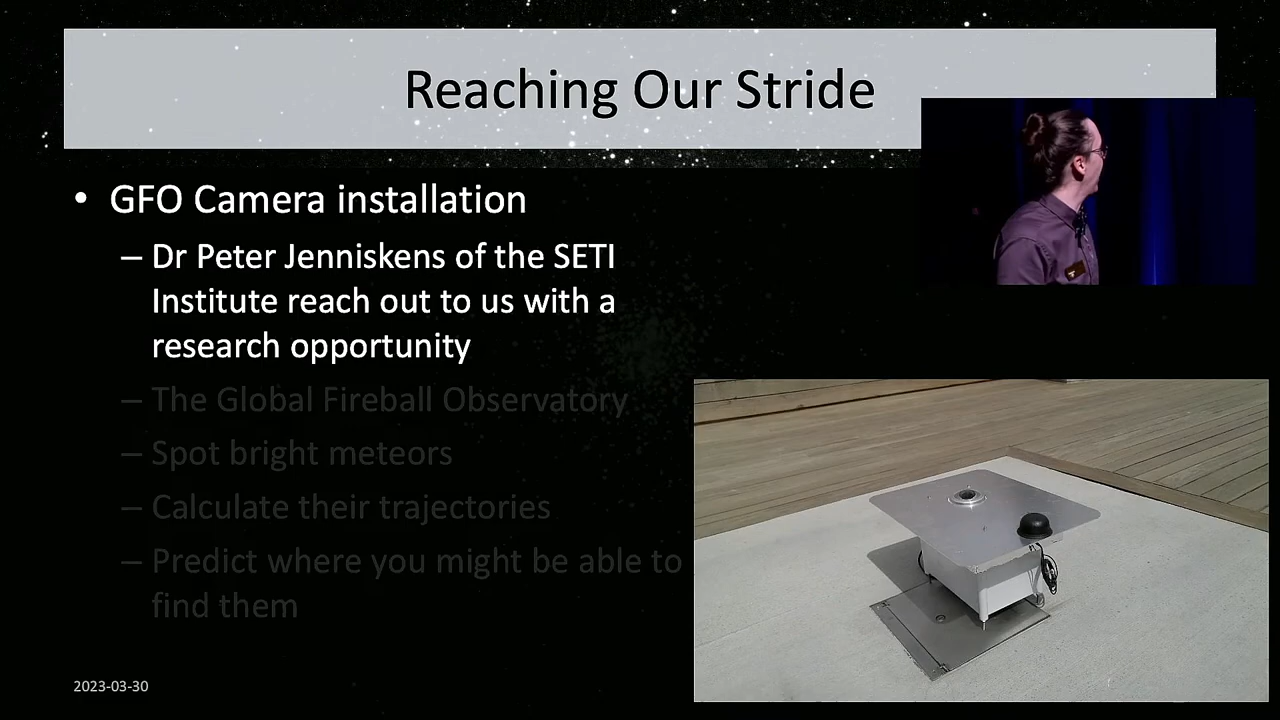 Reaching Our Stride
• GFO Camera installation
– Dr Peter Jenniskens of the SETI
Institute reach out to us with a
research opportunity
– The Global Fireball Observatory
– Spot bright meteors
– Calculate their trajectories
– Predict where you might be able to
find them
2023-03-30